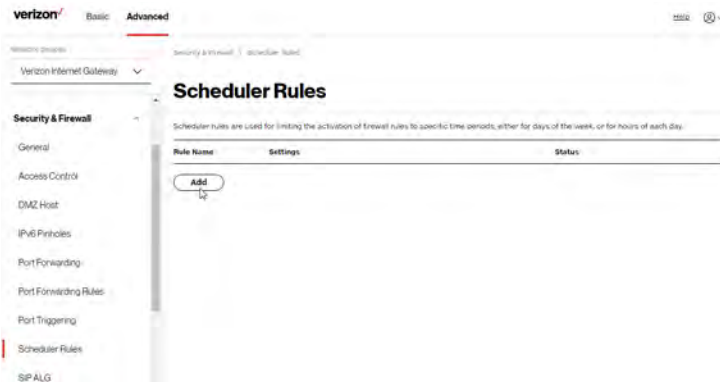 verizon
Basic
Advanced
Help
Verizon Internet Gateway
Security & Firewall | Scheduler Rules
Scheduler Rules
Security & Firewall
Scheduler rules are used for limiting the activation of firewall rules to specific time periods, either for days of the week, or for hours of each day.
General
Rule Name
Settings
Status
Access Control
Add
DMZ Host
IPv6 Pinholes
Port Forwarding
Port Forwarding Rules
Port Triggering
Scheduler Rules
SIP ALG